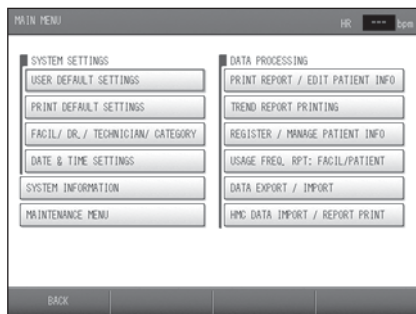 MAIN MENU
HR --- bpm
SYSTEM SETTINGS
USER DEFAULT SETTINGS
PRINT DEFAULT SETTINGS
FACIL/ DR./ TECHNICIAN/ CATEGORY
DATE & TIME SETTINGS
SYSTEM INFORMATION
MAINTENANCE MENU
DATA PROCESSING
PRINT REPORT / EDIT PATIENT INFO
TREND REPORT PRINTING
REGISTER / MANAGE PATIENT INFO
USAGE FREQ. RPT: FACIL/PATIENT
DATA EXPORT / IMPORT
HMC DATA IMPORT / REPORT PRINT
BACK